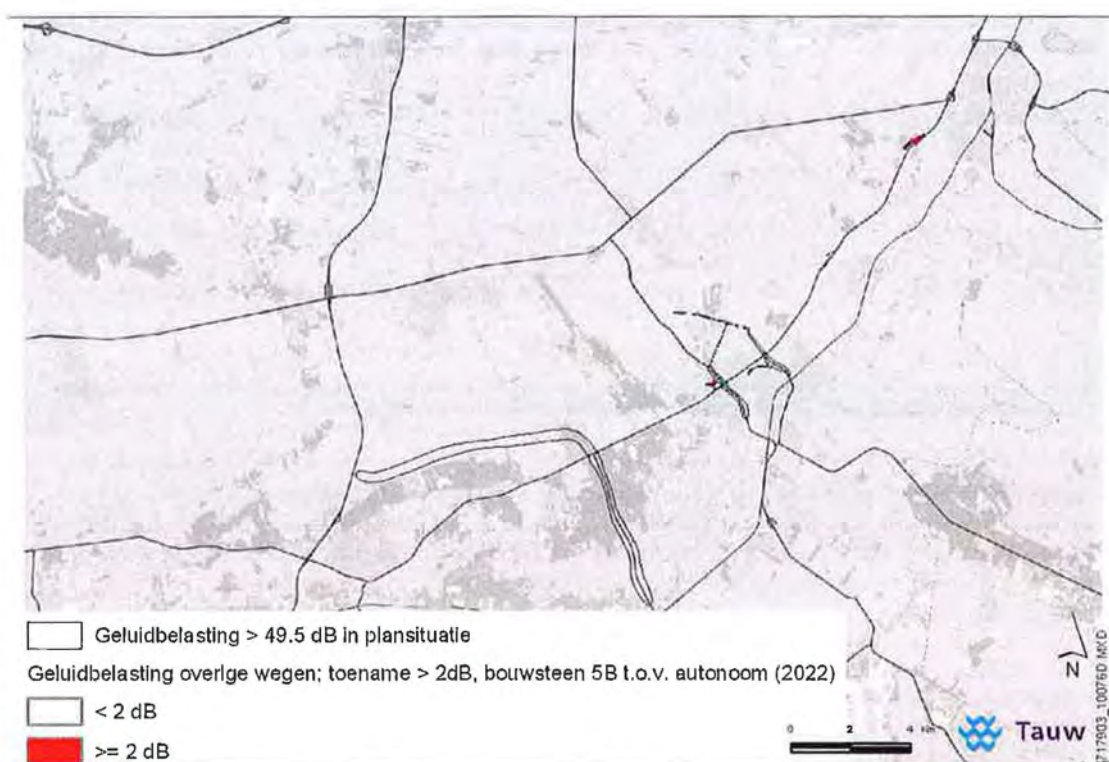 Geluidbelasting > 49.5 dB in plansituatie
Geluidbelasting overige wegen; toename > 2dB, bouwsteen 5B t.o.v. autonoom (2022)
< 2 dB
>= 2 dB
0 2 4 km
N
Tauw